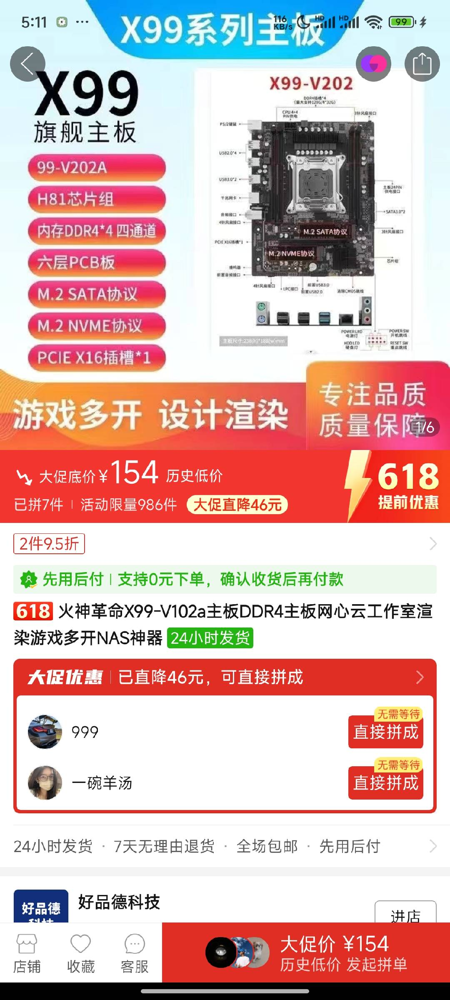 5:11
116 KB/s
HD
HD
99
X99系列主板
X99
旗舰主板
99-V202A
H81芯片组
内存DDR4*4 四通道
六层PCB板
M.2 SATA协议
M.2 NVME协议
PCIE X16插槽*1
X99-V202
DDR4插槽*4
(最大支持128G/4*32G)
CPU 4+4
PIN供电
3针风扇接口
PS/2键鼠
USB2.0*4
USB3.0*2
千兆网卡
音频接口
4针风扇接口
PCIE X16插槽*1
蜂鸣器
前置音频接口
主板24PIN
供电接口
SATA3.0*2
3针风扇接口
芯片组
M.2 SATA协议
M.2 NVME协议
4针风扇接口
LPC接口
前置USB3.0
前置USB2.0
清除CMOS跳线
主板尺寸:238(h)*188(w)mm
POWER LRD
电源灯
POWER SW
开机跳线
HDD LED
硬盘灯
RESET SW
重启跳线
游戏多开 设计渲染
专注品质
质量保障
1/6
大促底价¥154 历史低价
已拼7件 | 活动限量986件 大促直降46元
618
提前优惠
2件9.5折
先用后付 | 支持0元下单，确认收货后再付款
618 火神革命X99-V102a主板DDR4主板网心云工作室渲
染游戏多开NAS神器 24小时发货
大促优惠 | 已直降46元，可直接拼成
999
无需等待
直接拼成
一碗羊汤
无需等待
直接拼成
24小时发货 · 7天无理由退货 · 全场包邮 · 先用后付
好品德
科技
好品德科技
进店
店铺
收藏
客服
大促价 ¥154
历史低价 发起拼单